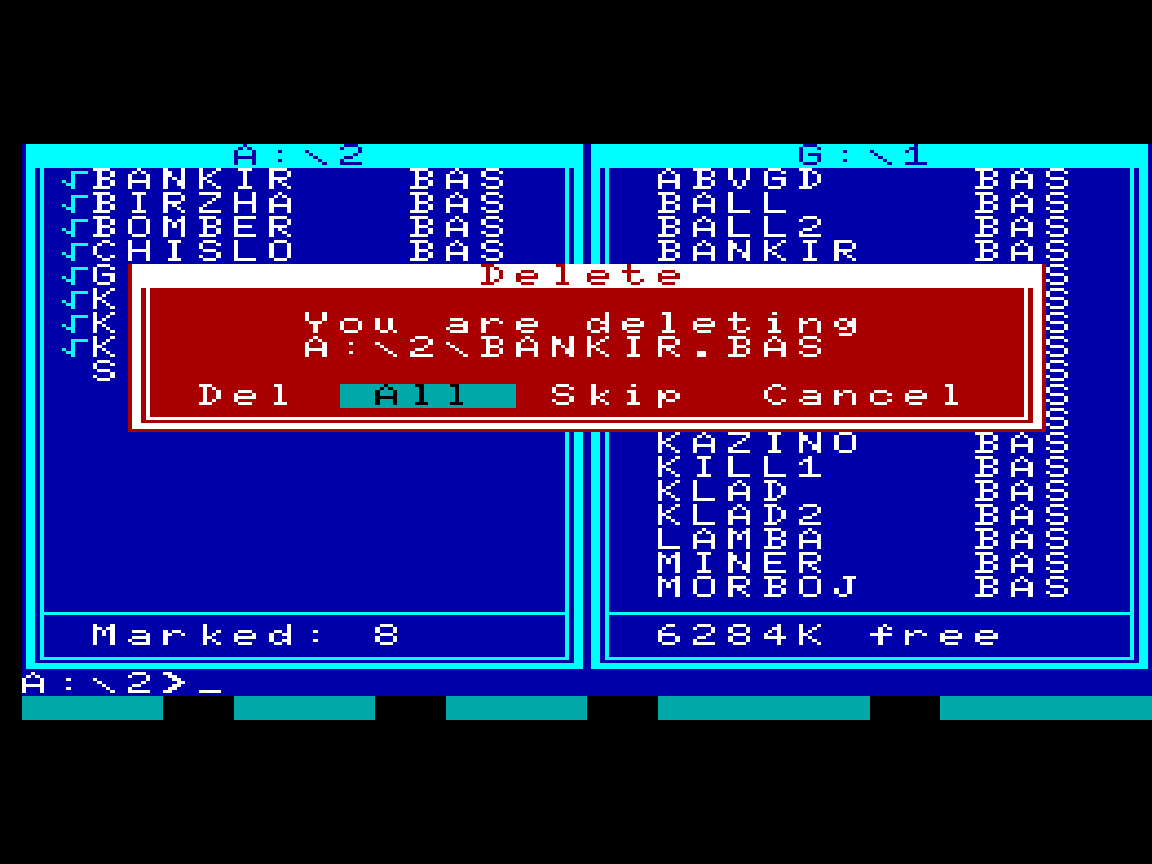 A:\2
√BANKIR BAS
√BIRZHA BAS
√BOMBER BAS
√CHISLO BAS
√G
√K
√K
√K
S
Marked: 8
G:\1
ABVGD BAS
BALL BAS
BALL2 BAS
BANKIR BAS
S
S
S
S
S
S
S
KAZINO BAS
KILL1 BAS
KLAD BAS
KLAD2 BAS
LAMBA BAS
MINER BAS
MORBOJ BAS
6284K free
Delete
You are deleting
A:\2\BANKIR.BAS
Del All Skip Cancel
A:\2>_